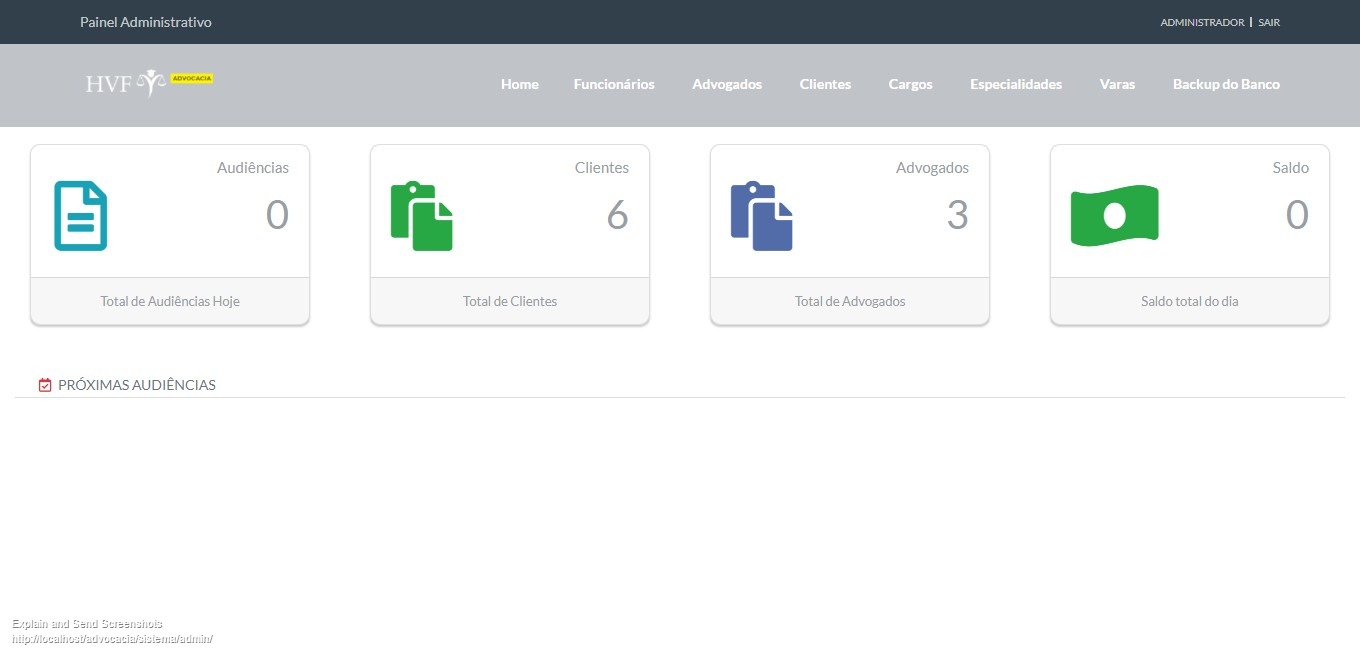 Painel Administrativo
ADMINISTRADOR | SAIR
HVF ADVOCACIA
Home Funcionários Advogados Clientes Cargos Especialidades Varas Backup do Banco
Audiências
0
Total de Audiências Hoje
Clientes
6
Total de Clientes
Advogados
3
Total de Advogados
Saldo
0
Saldo total do dia
PRÓXIMAS AUDIÊNCIAS
Explain and Send Screenshots
http://localhost/advocacia/sistema/admin/